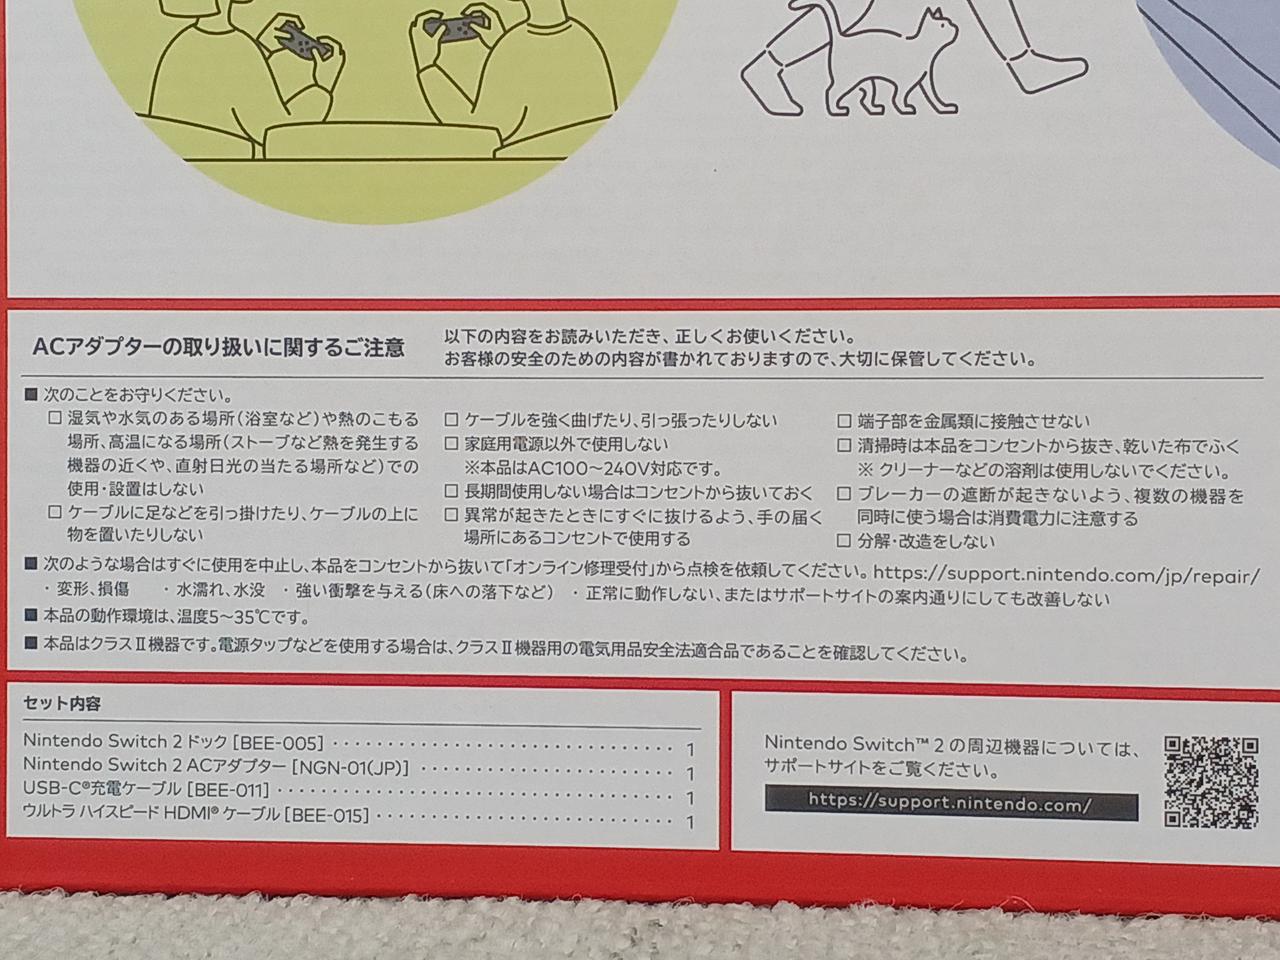 ACアダプターの取り扱いに関するご注意
以下の内容をお読みいただき、正しくお使いください。
お客様の安全のための内容が書かれておりますので、大切に保管してください。
■ 次のことをお守りください。
□ 湿気や水気のある場所(浴室など)や熱のこもる
場所、高温になる場所(ストーブなど熱を発生する
機器の近くや、直射日光の当たる場所など)での
使用・設置はしない
□ ケーブルに足などを引っ掛けたり、ケーブルの上に
物を置いたりしない
□ ケーブルを強く曲げたり、引っ張ったりしない
□ 家庭用電源以外で使用しない
※本品はAC100～240V対応です。
□ 長期間使用しない場合はコンセントから抜いておく
□ 異常が起きたときにすぐに抜けるよう、手の届く
場所にあるコンセントで使用する
□ 端子部を金属類に接触させない
□ 清掃時は本品をコンセントから抜き、乾いた布でふく
※ クリーナーなどの溶剤は使用しないでください。
□ ブレーカーの遮断が起きないよう、複数の機器を
同時に使う場合は消費電力に注意する
□ 分解・改造をしない
■ 次のような場合はすぐに使用を中止し、本品をコンセントから抜いて「オンライン修理受付」から点検を依頼してください。https://support.nintendo.com/jp/repair/
・変形、損傷 ・水濡れ、水没 ・強い衝撃を与える(床への落下など) ・正常に動作しない、またはサポートサイトの案内通りにしても改善しない
■ 本品の動作環境は、温度5～35℃です。
■ 本品はクラスⅡ機器です。電源タップなどを使用する場合は、クラスⅡ機器用の電気用品安全法適合品であることを確認してください。
セット内容
Nintendo Switch 2 ドック [BEE-005] ・・・・・・・・・・・・・・・・・・・・・・・・・・・・・・ 1
Nintendo Switch 2 ACアダプター [NGN-01(JP)] ・・・・・・・・・・・・・・・・・・・・・・ 1
USB-C®充電ケーブル [BEE-011] ・・・・・・・・・・・・・・・・・・・・・・・・・・・・・・・・・・ 1
ウルトラ ハイスピード HDMI® ケーブル [BEE-015] ・・・・・・・・・・・・・・・・・・・・・・・・・・ 1
Nintendo Switch™ 2 の周辺機器については、
サポートサイトをご覧ください。
https://support.nintendo.com/